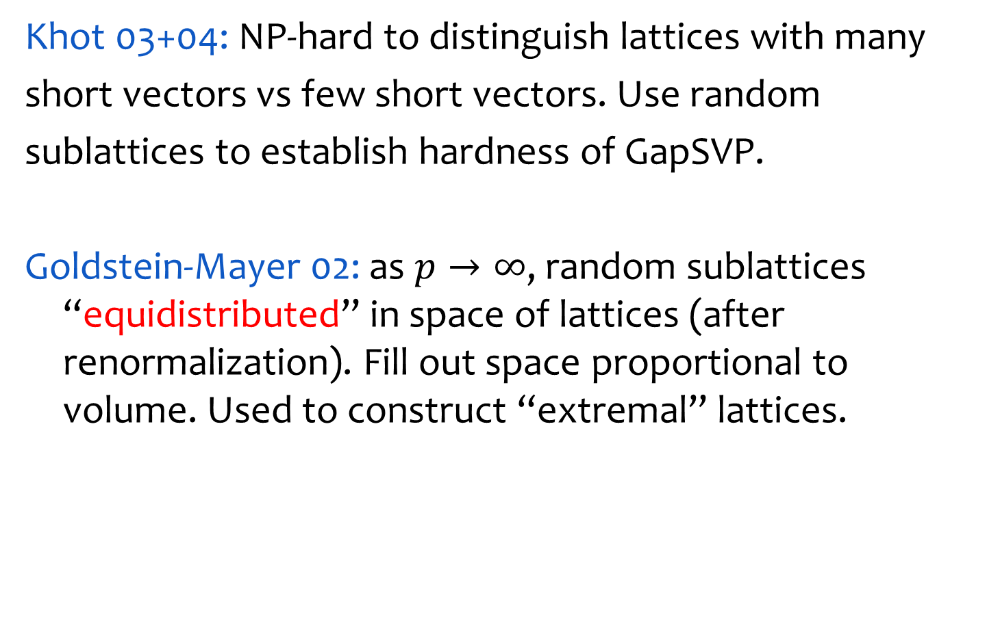 Khot 03+04: NP-hard to distinguish lattices with many
short vectors vs few short vectors. Use random
sublattices to establish hardness of GapSVP.
Goldstein-Mayer 02: as p → ∞, random sublattices
“equidistributed” in space of lattices (after
renormalization). Fill out space proportional to
volume. Used to construct “extremal” lattices.